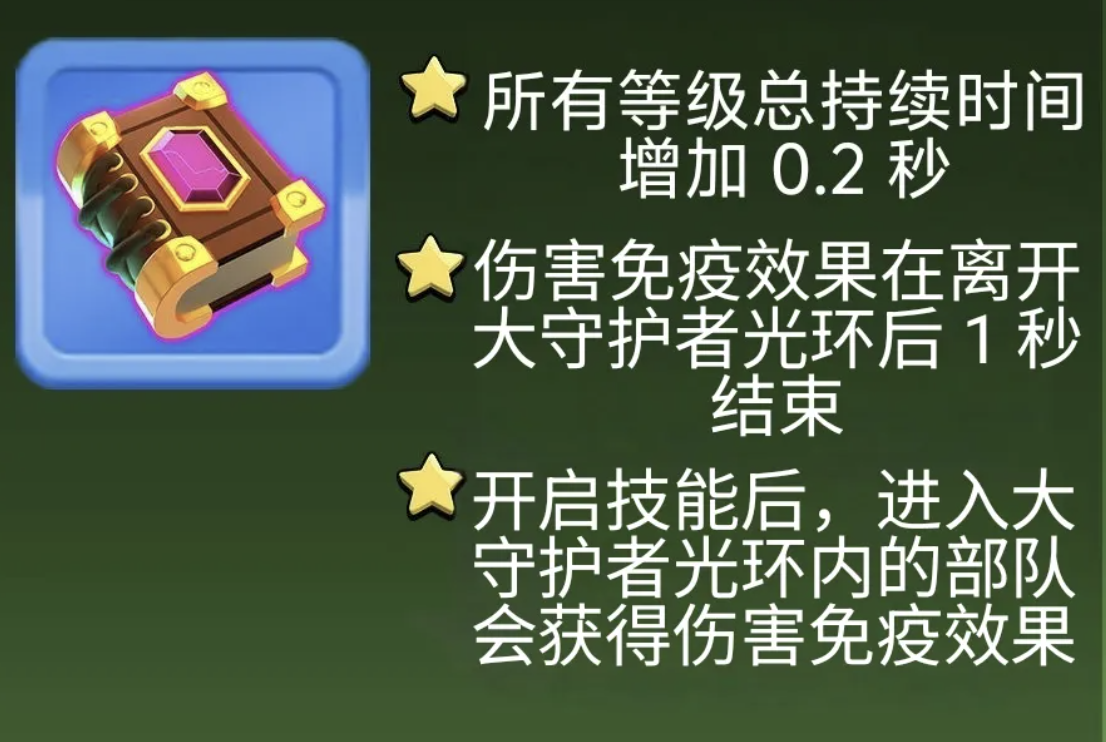 所有等级总持续时间
增加 0.2 秒
伤害免疫效果在离开
大守护者光环后 1 秒
结束
开启技能后，进入大
守护者光环内的部队
会获得伤害免疫效果